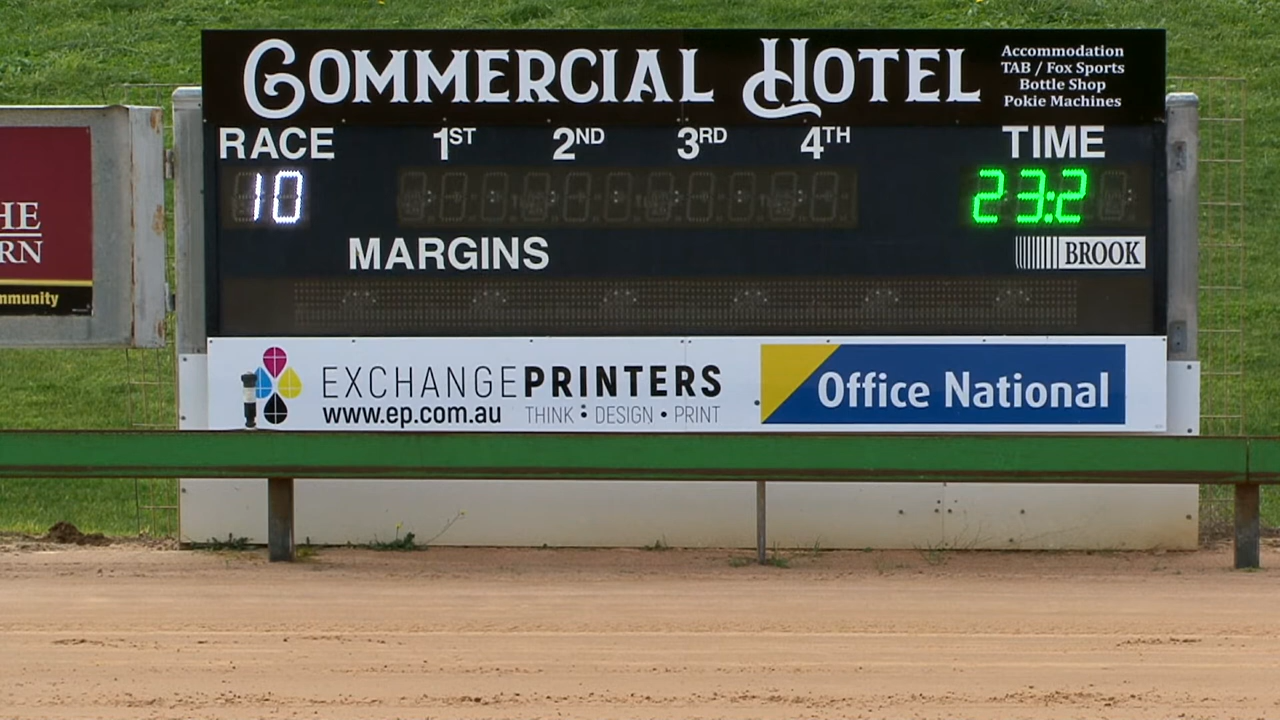 COMMERCIAL HOTEL
Accommodation
TAB / Fox Sports
Bottle Shop
Pokie Machines
RACE 1ST 2ND 3RD 4TH TIME
10 23:2
MARGINS
BROOK
HE
RN
mmunity
EXCHANGEPRINTERS
www.ep.com.au THINK • DESIGN • PRINT
Office National